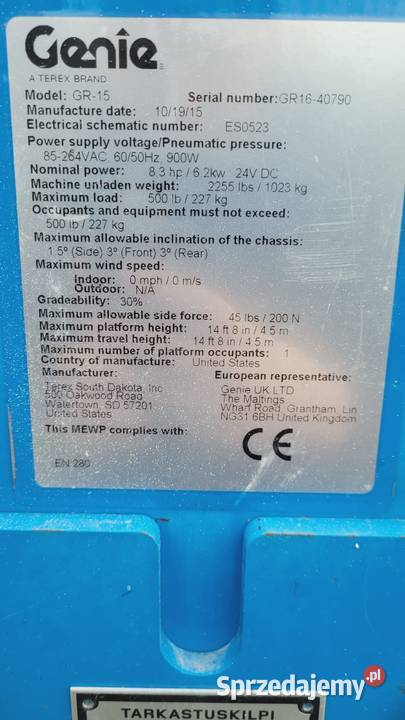 Genie
A TEREX BRAND
Model: GR-15 Serial number: GR16-40790
Manufacture date: 10/19/15
Electrical schematic number: ES0523
Power supply voltage/Pneumatic pressure:
85-264VAC, 60/50Hz, 900W
Nominal power: 8.3 hp / 6.2kw 24V DC
Machine unladen weight: 2255 lbs / 1023 kg
Maximum load: 500 lb / 227 kg
Occupants and equipment must not exceed:
500 lb / 227 kg
Maximum allowable inclination of the chassis:
1.5° (Side) 3° (Front) 3° (Rear)
Maximum wind speed:
Indoor: 0 mph / 0 m/s
Outdoor: N/A
Gradeability: 30%
Maximum allowable side force: 45 lbs / 200 N
Maximum platform height: 14 ft 8 in / 4.5 m
Maximum travel height: 14 ft 8 in / 4.5 m
Maximum number of platform occupants: 1
Country of manufacture: United States
Manufacturer:
Terex South Dakota, Inc
500 Oakwood Road
Watertown, SD 57201
United States
European representative:
Genie UK LTD
The Maltings
Wharf Road, Grantham, Lin
NG31 6BH United Kingdom
This MEWP complies with:
CE
EN 280
Sprzedajemy.pl
TARKASTUSKILPI